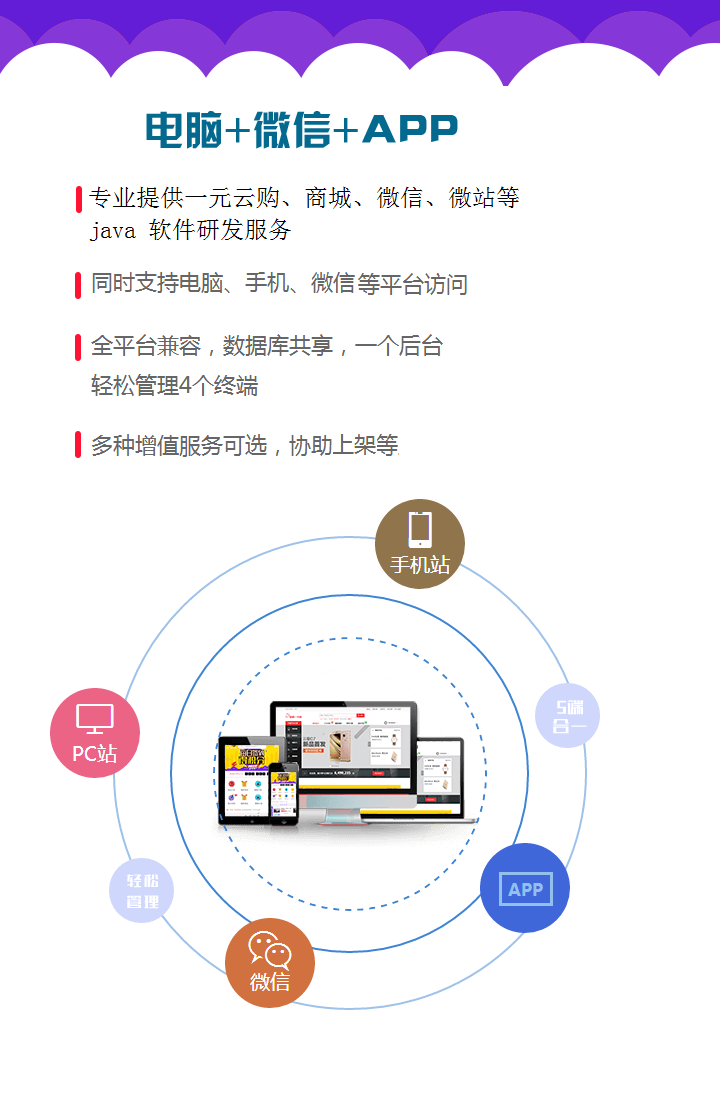 电脑+微信+APP
专业提供一元云购、商城、微信、微站等
java 软件研发服务
同时支持电脑、手机、微信等平台访问
全平台兼容，数据库共享，一个后台
轻松管理4个终端
多种增值服务可选，协助上架等
手机站
5端
合一
PC站
新品首发
APP
轻松
管理
微信